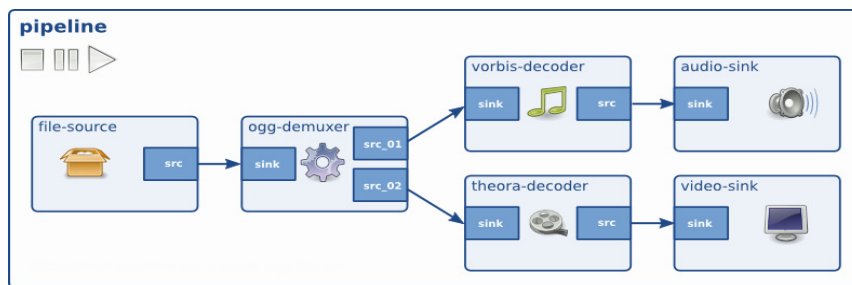 pipeline
file-source
src
ogg-demuxer
sink
src_01
src_02
vorbis-decoder
sink
src
audio-sink
sink
theora-decoder
sink
src
video-sink
sink